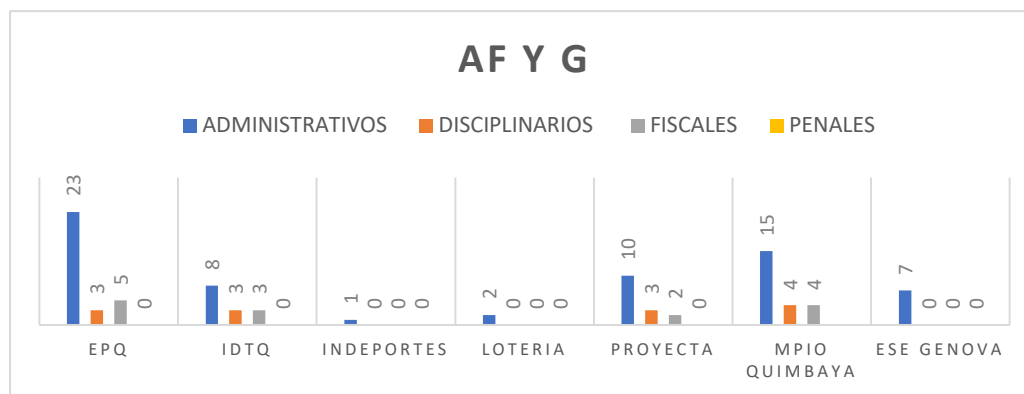 AF Y G
ADMINISTRATIVOS DISCIPLINARIOS FISCALES PENALES
23 3 5 0 8 3 3 0 1 0 0 0 2 0 0 0 10 3 2 0 15 4 4 7 0 0 0
EPQ IDTQ INDEPORTES LOTERIA PROYECTA MPIO QUIMBAYA ESE GENOVA